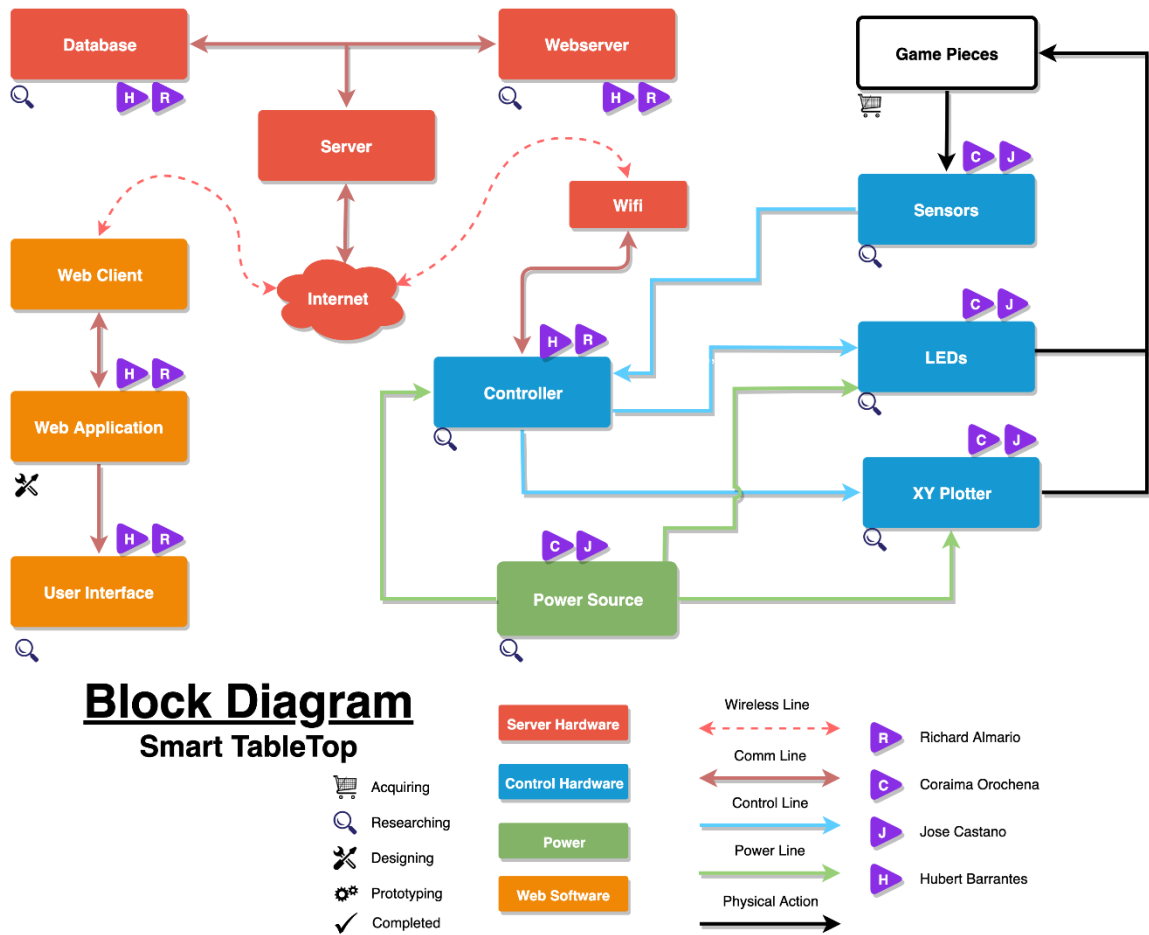 Database
Webserver
Game Pieces
H R
H R
Server
C J
Wifi
Sensors
Web Client
Internet
C J
H R
LEDs
H R
Controller
Web Application
C J
XY Plotter
H R
C J
User Interface
Power Source
Block Diagram
Smart TableTop
Acquiring
Researching
Designing
Prototyping
Completed
Server Hardware
Control Hardware
Power
Web Software
Wireless Line
Comm Line
Control Line
Power Line
Physical Action
R Richard Almario
C Coraima Orochena
J Jose Castano
H Hubert Barrantes